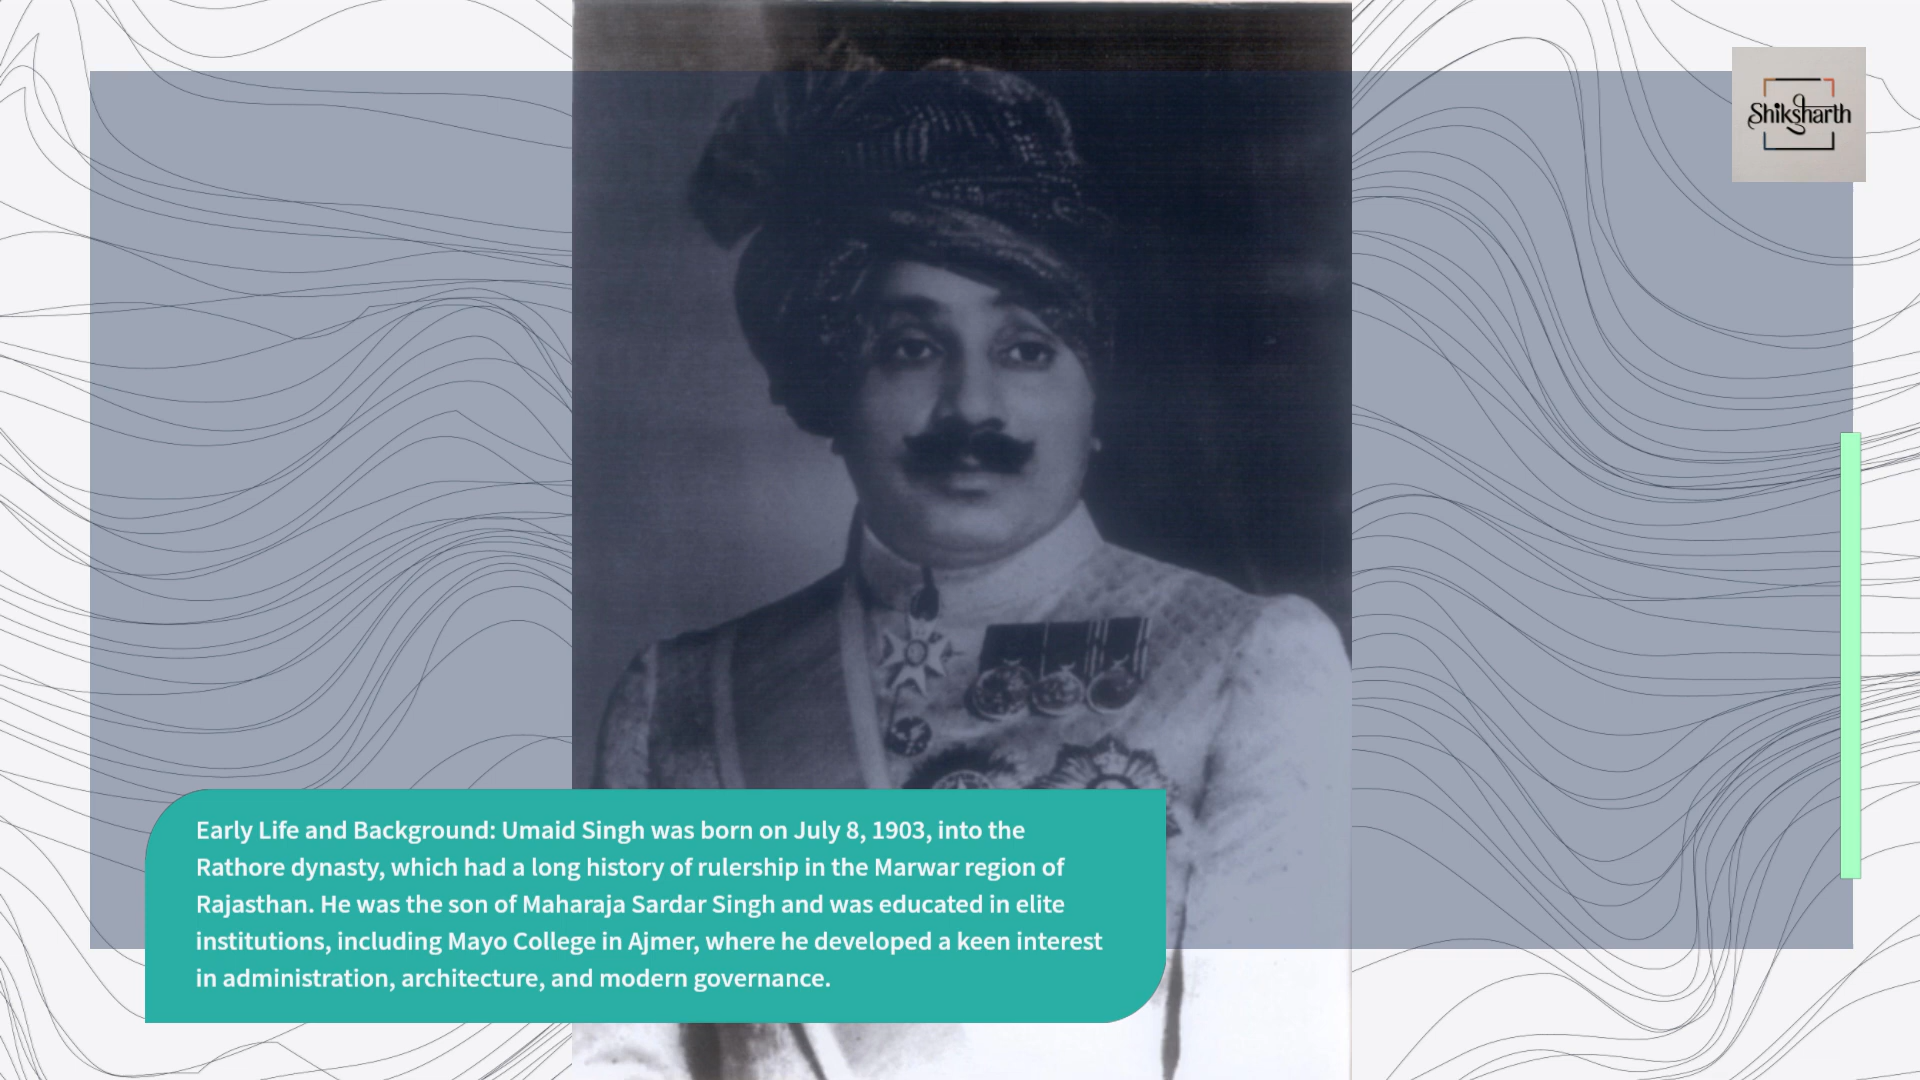 Shiksharth
Early Life and Background: Umaid Singh was born on July 8, 1903, into the
Rathore dynasty, which had a long history of rulership in the Marwar region of
Rajasthan. He was the son of Maharaja Sardar Singh and was educated in elite
institutions, including Mayo College in Ajmer, where he developed a keen interest
in administration, architecture, and modern governance.